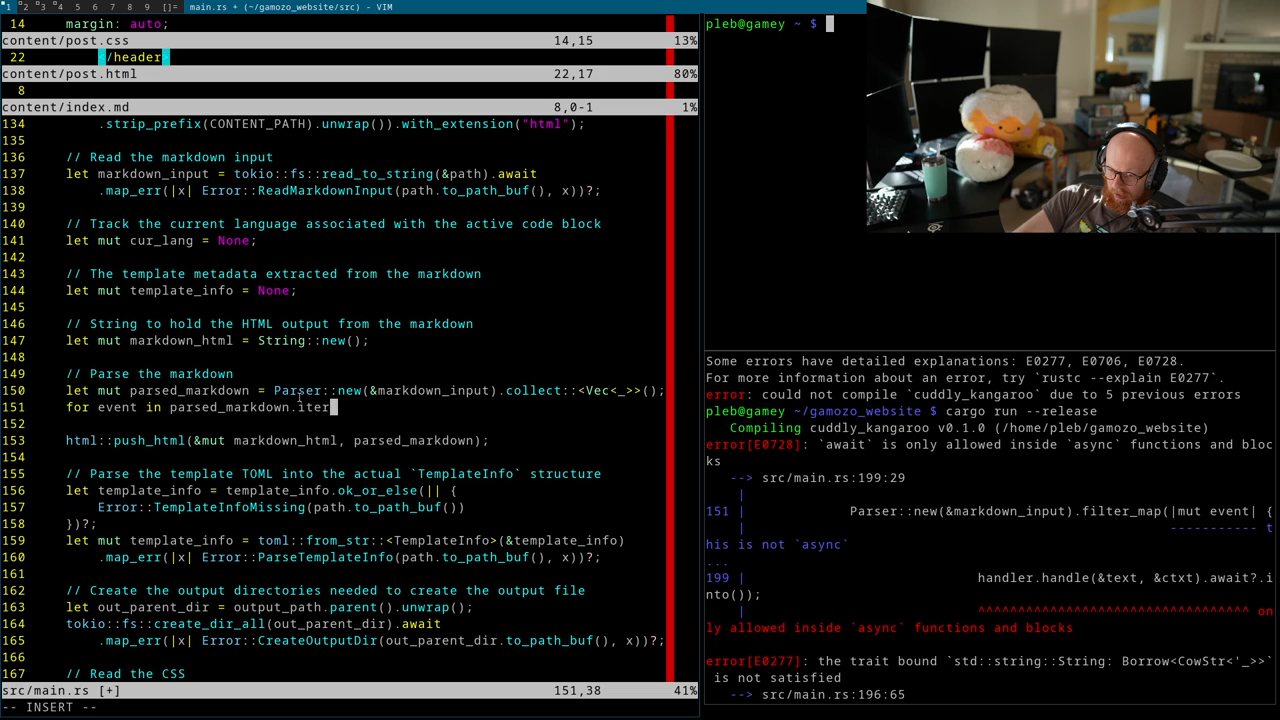 1 2 3 4 5 6 7 8 9 []= main.rs + (~/gamozo_website/src) - VIM
14 margin: auto;
content/post.css 14,15 13%
22 </header>
content/post.html 22,17 80%
8
content/index.md 8,0-1 1%
134 .strip_prefix(CONTENT_PATH).unwrap()).with_extension("html");
135
136 // Read the markdown input
137 let markdown_input = tokio::fs::read_to_string(&path).await
138 .map_err(|x| Error::ReadMarkdownInput(path.to_path_buf(), x))?;
139
140 // Track the current language associated with the active code block
141 let mut cur_lang = None;
142
143 // The template metadata extracted from the markdown
144 let mut template_info = None;
145
146 // String to hold the HTML output from the markdown
147 let mut markdown_html = String::new();
148
149 // Parse the markdown
150 let mut parsed_markdown = Parser::new(&markdown_input).collect::<Vec<_>>();
151 for event in parsed_markdown.iter
152
153 html::push_html(&mut markdown_html, parsed_markdown);
154
155 // Parse the template TOML into the actual `TemplateInfo` structure
156 let template_info = template_info.ok_or_else(|| {
157 Error::TemplateInfoMissing(path.to_path_buf())
158 })?;
159 let mut template_info = toml::from_str::<TemplateInfo>(&template_info)
160 .map_err(|x| Error::ParseTemplateInfo(path.to_path_buf(), x))?;
161
162 // Create the output directories needed to create the output file
163 let out_parent_dir = output_path.parent().unwrap();
164 tokio::fs::create_dir_all(out_parent_dir).await
165 .map_err(|x| Error::CreateOutputDir(out_parent_dir.to_path_buf(), x))?;
166
167 // Read the CSS
src/main.rs [+] 151,38 41%
-- INSERT --
pleb@gamey ~ $
Some errors have detailed explanations: E0277, E0706, E0728.
For more information about an error, try `rustc --explain E0277`.
error: could not compile `cuddly_kangaroo` due to 5 previous errors
pleb@gamey ~/gamozo_website $ cargo run --release
Compiling cuddly_kangaroo v0.1.0 (/home/pleb/gamozo_website)
error[E0728]: `await` is only allowed inside `async` functions and bloc
ks
--> src/main.rs:199:29
|
151 | Parser::new(&markdown_input).filter_map(|mut event| {
| ----------- t
his is not `async`
...
199 | handler.handle(&text, &ctxt).await?.i
nto());
| ^^^^^^^^^^^^^^^^^^^^^^^^^^^^^^^^^^ on
ly allowed inside `async` functions and blocks
error[E0277]: the trait bound `std::string::String: Borrow<CowStr<'_>>`
is not satisfied
--> src/main.rs:196:65